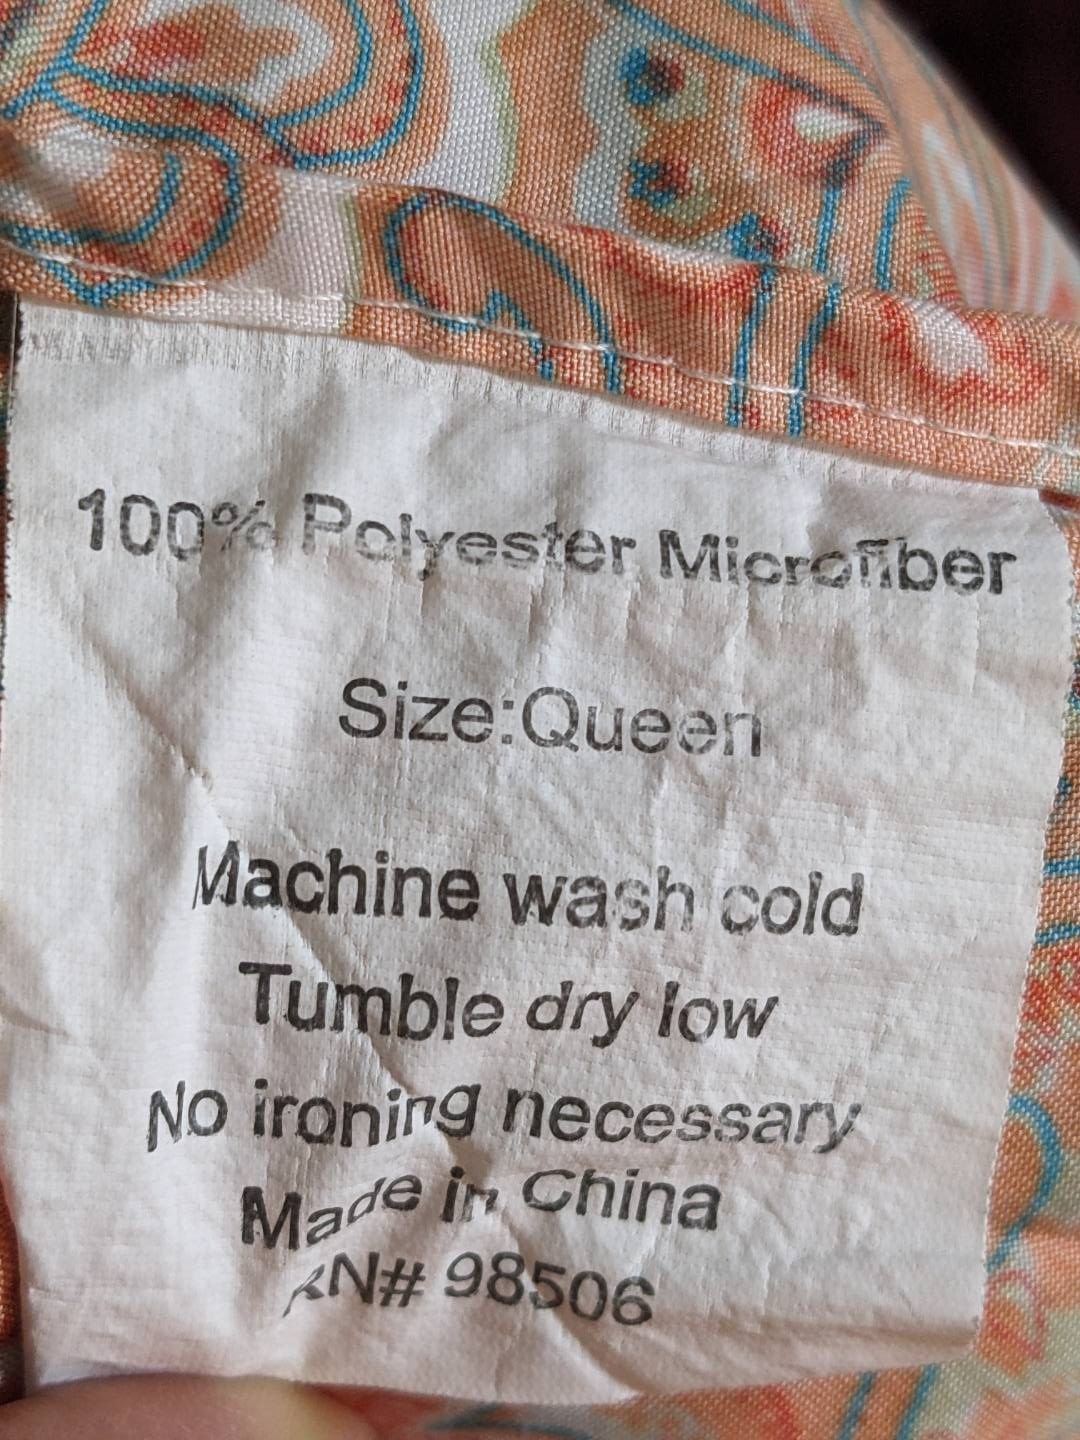 100% Polyester Microfiber
Size:Queen
Machine wash cold
Tumble dry low
No ironing necessary
Made in China
RN# 98506